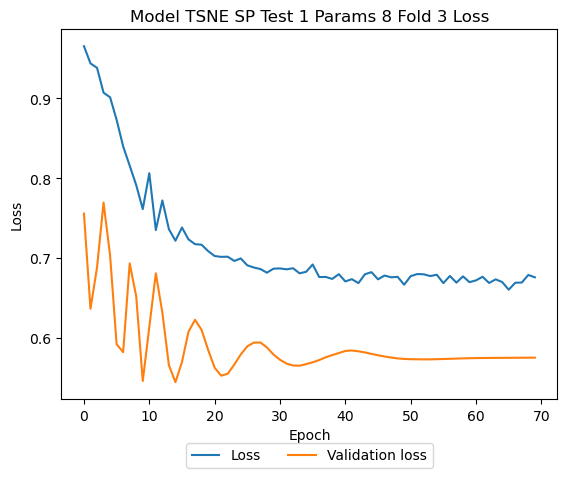 Model TSNE SP Test 1 Params 8 Fold 3 Loss
0.9
0.8
0.7
0.6
Loss
0 10 20 30 40 50 60 70
Epoch
Loss Validation loss